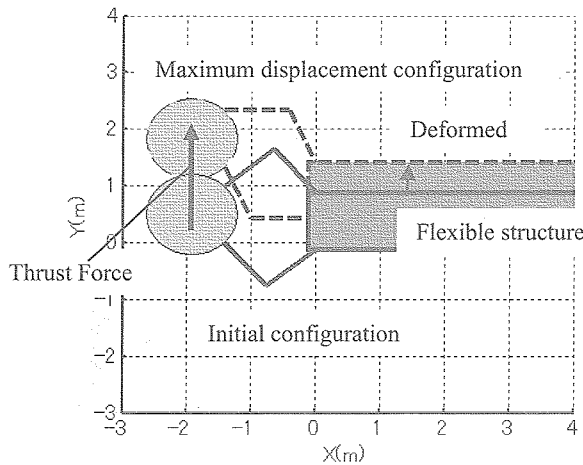 4
3
Maximum displacement configuration
2
Deformed
1
Y(m)
0
Flexible structure
Thrust Force
-1
Initial configuration
-2
-3
-3 -2 -1 0 1 2 3 4
X(m)